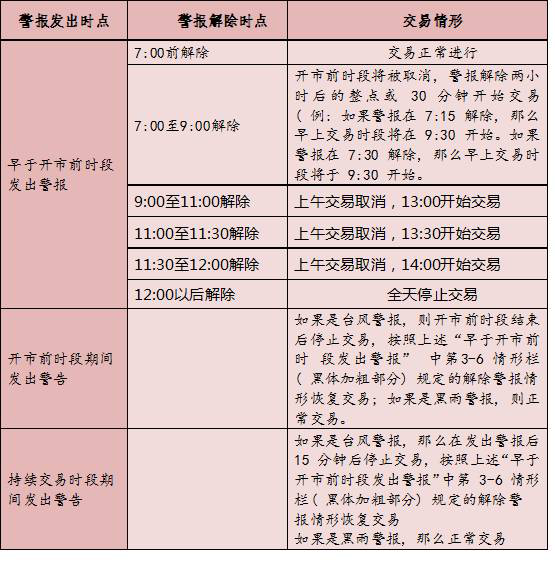 警报发出时点 警报解除时点 交易情形
早于开市前时段
发出警报
7:00前解除 交易正常进行
7:00至9:00解除
开市前时段将被取消, 警报解除两小
时后的整点或 30 分钟开始交易
( 例: 如果警报在 7:15 解除, 那么
早上交易时段将在 9:30 开始。如果
警报在 7:30 解除, 那么早上交易时
段将于 9:30 开始。
9:00至11:00解除 上午交易取消，13:00开始交易
11:00至11:30解除 上午交易取消，13:30开始交易
11:30至12:00解除 上午交易取消，14:00开始交易
12:00以后解除 全天停止交易
开市前时段期间
发出警告
如果是台风警报, 则开市前时段结束
后停止交易, 按照上述“早于开市前
时 段发出警报” 中第3-6 情形栏
( 黑体加粗部分) 规定的解除警报情
形恢复交易; 如果是黑雨警报, 则正
常交易。
持续交易时段期
间发出警告
如果是台风警报, 那么在发出警报后
15 分钟后停止交易, 按照上述“早于
开市前时段发出警报”中第 3-6 情形
栏( 黑体加粗部分) 规定的解除警
报情形恢复交易
如果是黑雨警报, 那么正常交易